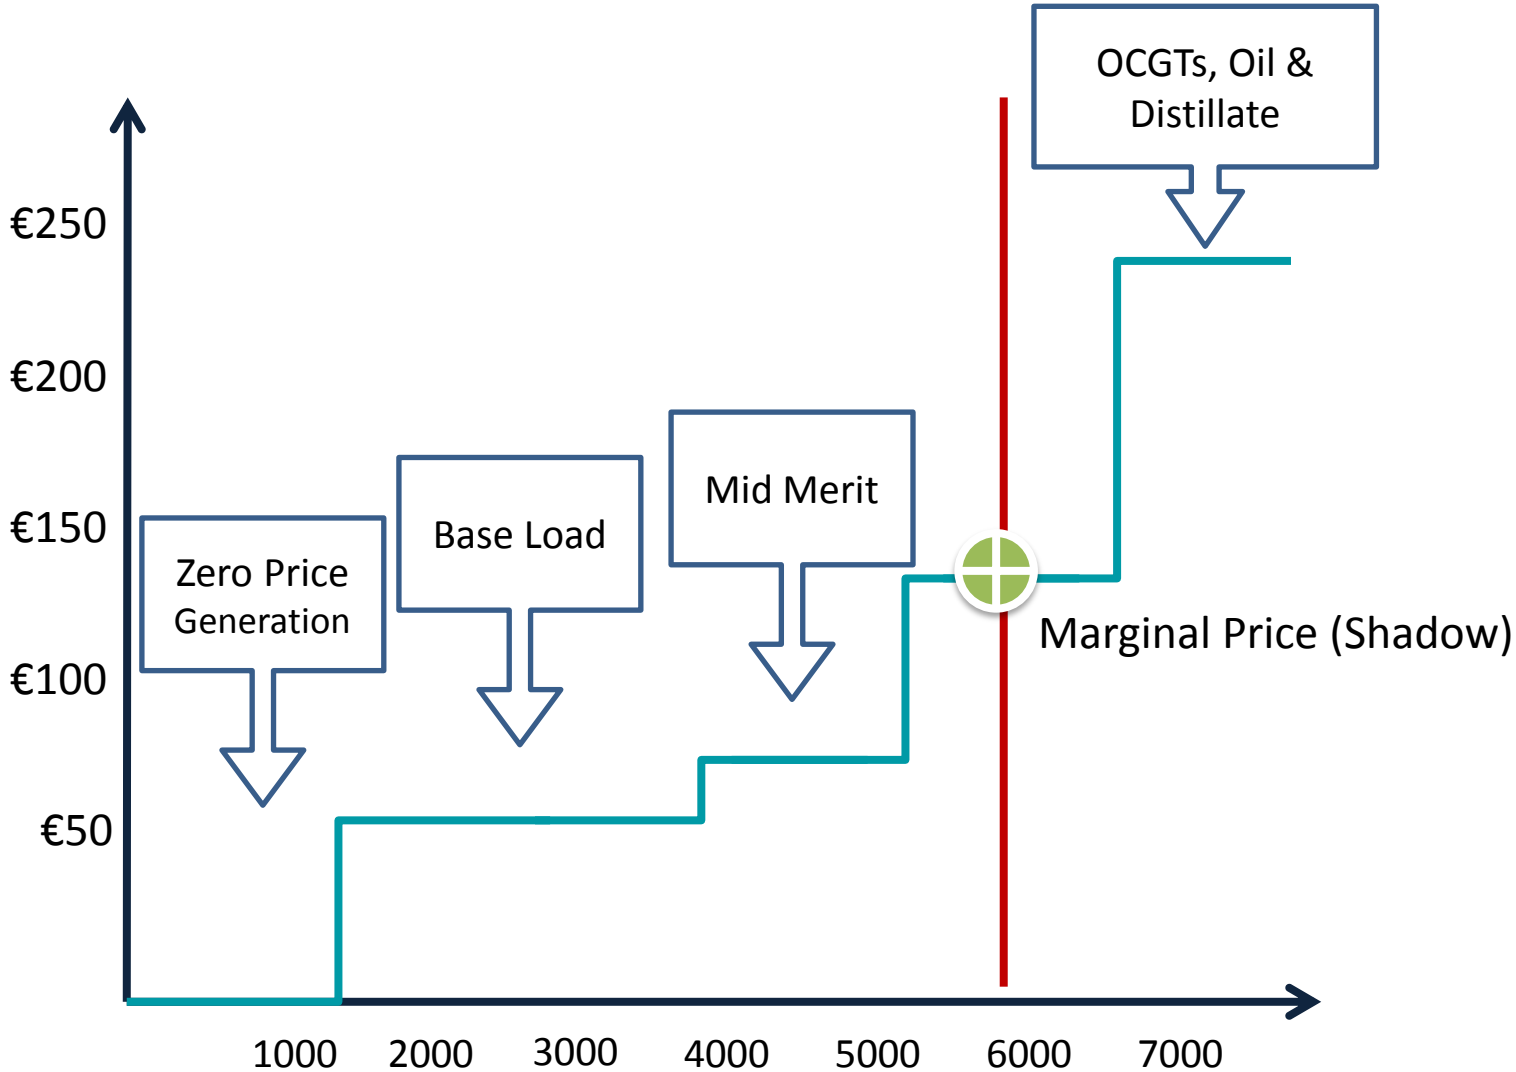 OCGTs, Oil &
Distillate
€250
€200
€150
€100
€50
Mid Merit
Base Load
Zero Price
Generation
Marginal Price (Shadow)
1000 2000 3000 4000 5000 6000 7000